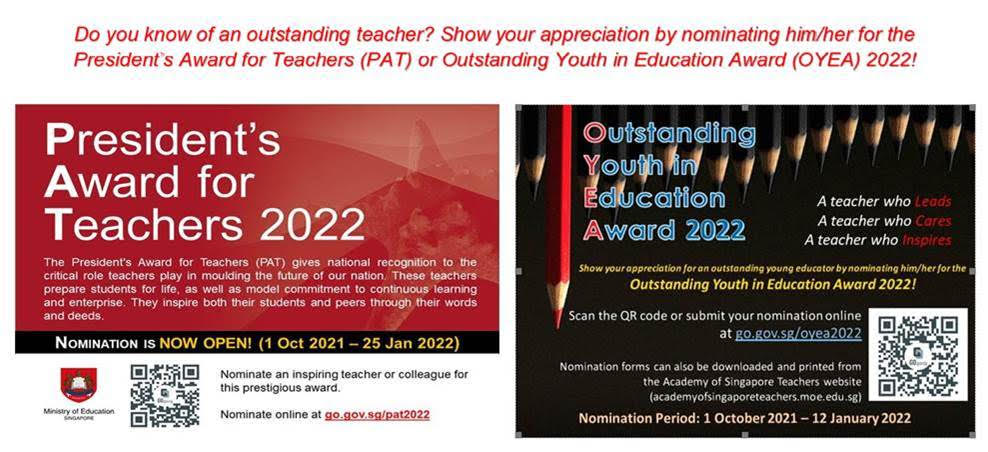 Do you know of an outstanding teacher? Show your appreciation by nominating him/her for the
President`s Award for Teachers (PAT) or Outstanding Youth in Education Award (OYEA) 2022!
President's
Award for
Teachers 2022
The President's Award for Teachers (PAT) gives national recognition to the
critical role teachers play in moulding the future of our nation. These teachers
prepare students for life, as well as model commitment to continuous learning
and enterprise. They inspire both their students and peers through their words
and deeds.
NOMINATION IS NOW OPEN! (1 Oct 2021 – 25 Jan 2022)
Ministry of Education
SINGAPORE
Nominate an inspiring teacher or colleague for
this prestigious award.
Nominate online at go.gov.sg/pat2022
Outstanding
Youth in
Education
Award 2022
A teacher who Leads
A teacher who Cares
A teacher who Inspires
Show your appreciation for an outstanding young educator by nominating him/her for the
Outstanding Youth in Education Award 2022!
Scan the QR code or submit your nomination online
at go.gov.sg/oyea2022
Nomination forms can also be downloaded and printed from
the Academy of Singapore Teachers website
(academyofsingaporeteachers.moe.edu.sg)
Nomination Period: 1 October 2021 – 12 January 2022